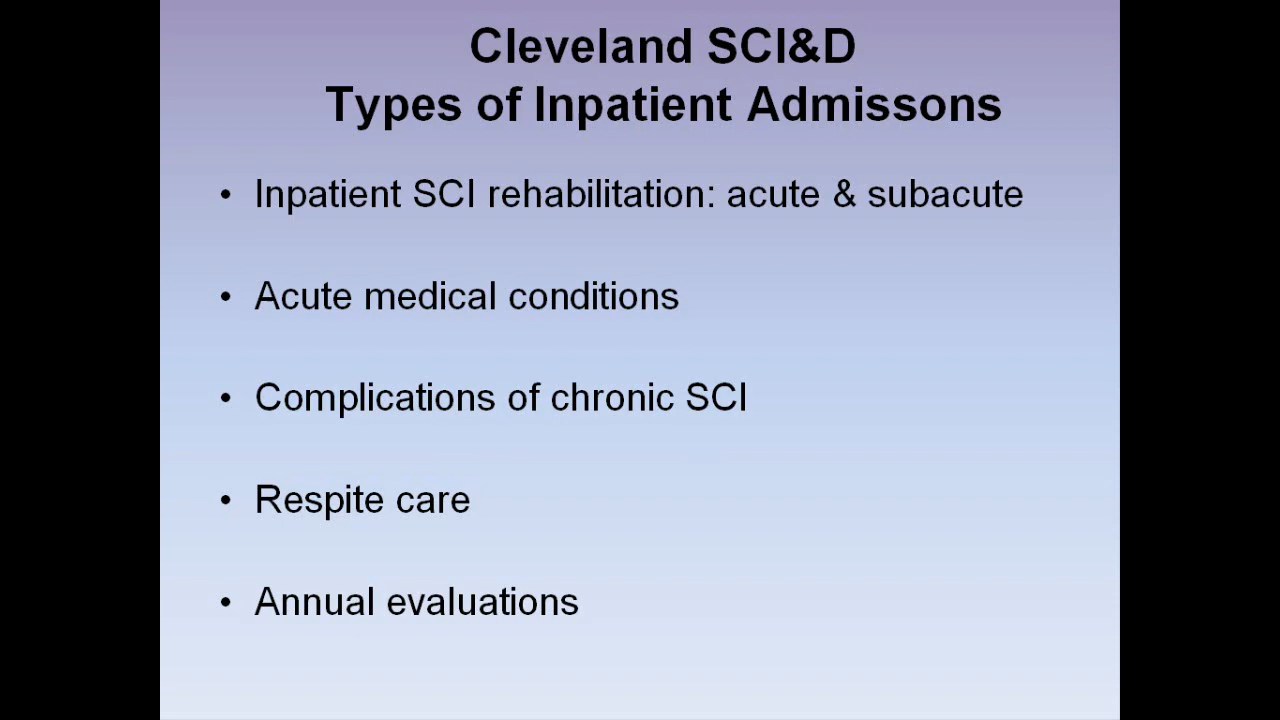 Cleveland SCI&D
Types of Inpatient Admissons
• Inpatient SCI rehabilitation: acute & subacute
• Acute medical conditions
• Complications of chronic SCI
• Respite care
• Annual evaluations